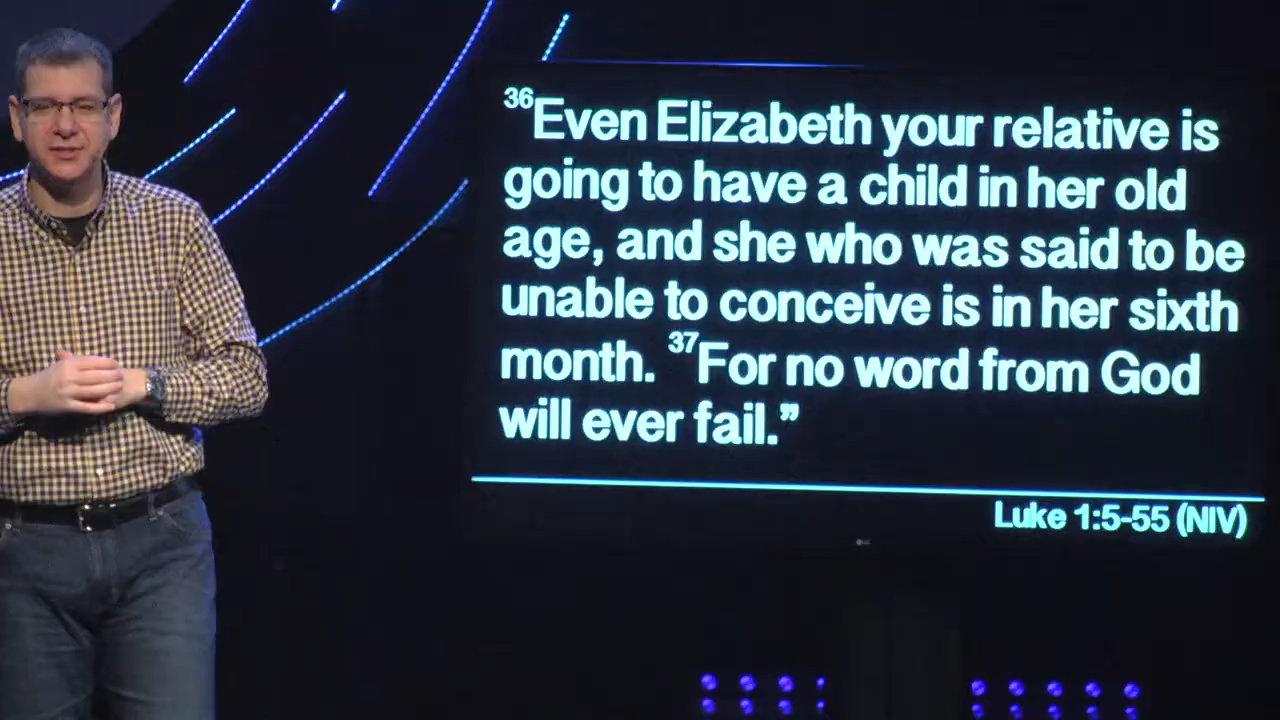 36Even Elizabeth your relative is
going to have a child in her old
age, and she who was said to be
unable to conceive is in her sixth
month. 37For no word from God
will ever fail.”
Luke 1:5-55 (NIV)